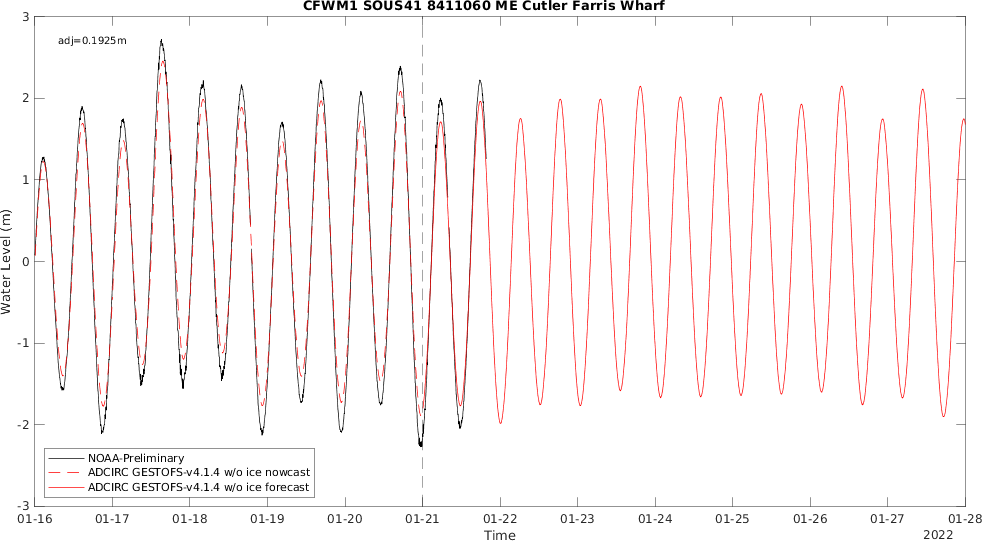 CFWM1 SOUS41 8411060 ME Cutler Farris Wharf
adj=0.1925m
3
2
1
0
-1
-2
-3
Water Level (m)
NOAA-Preliminary
ADCIRC GESTOFS-v4.1.4 w/o ice nowcast
ADCIRC GESTOFS-v4.1.4 w/o ice forecast
01-16 01-17 01-18 01-19 01-20 01-21 01-22 01-23 01-24 01-25 01-26 01-27 01-28
Time
2022